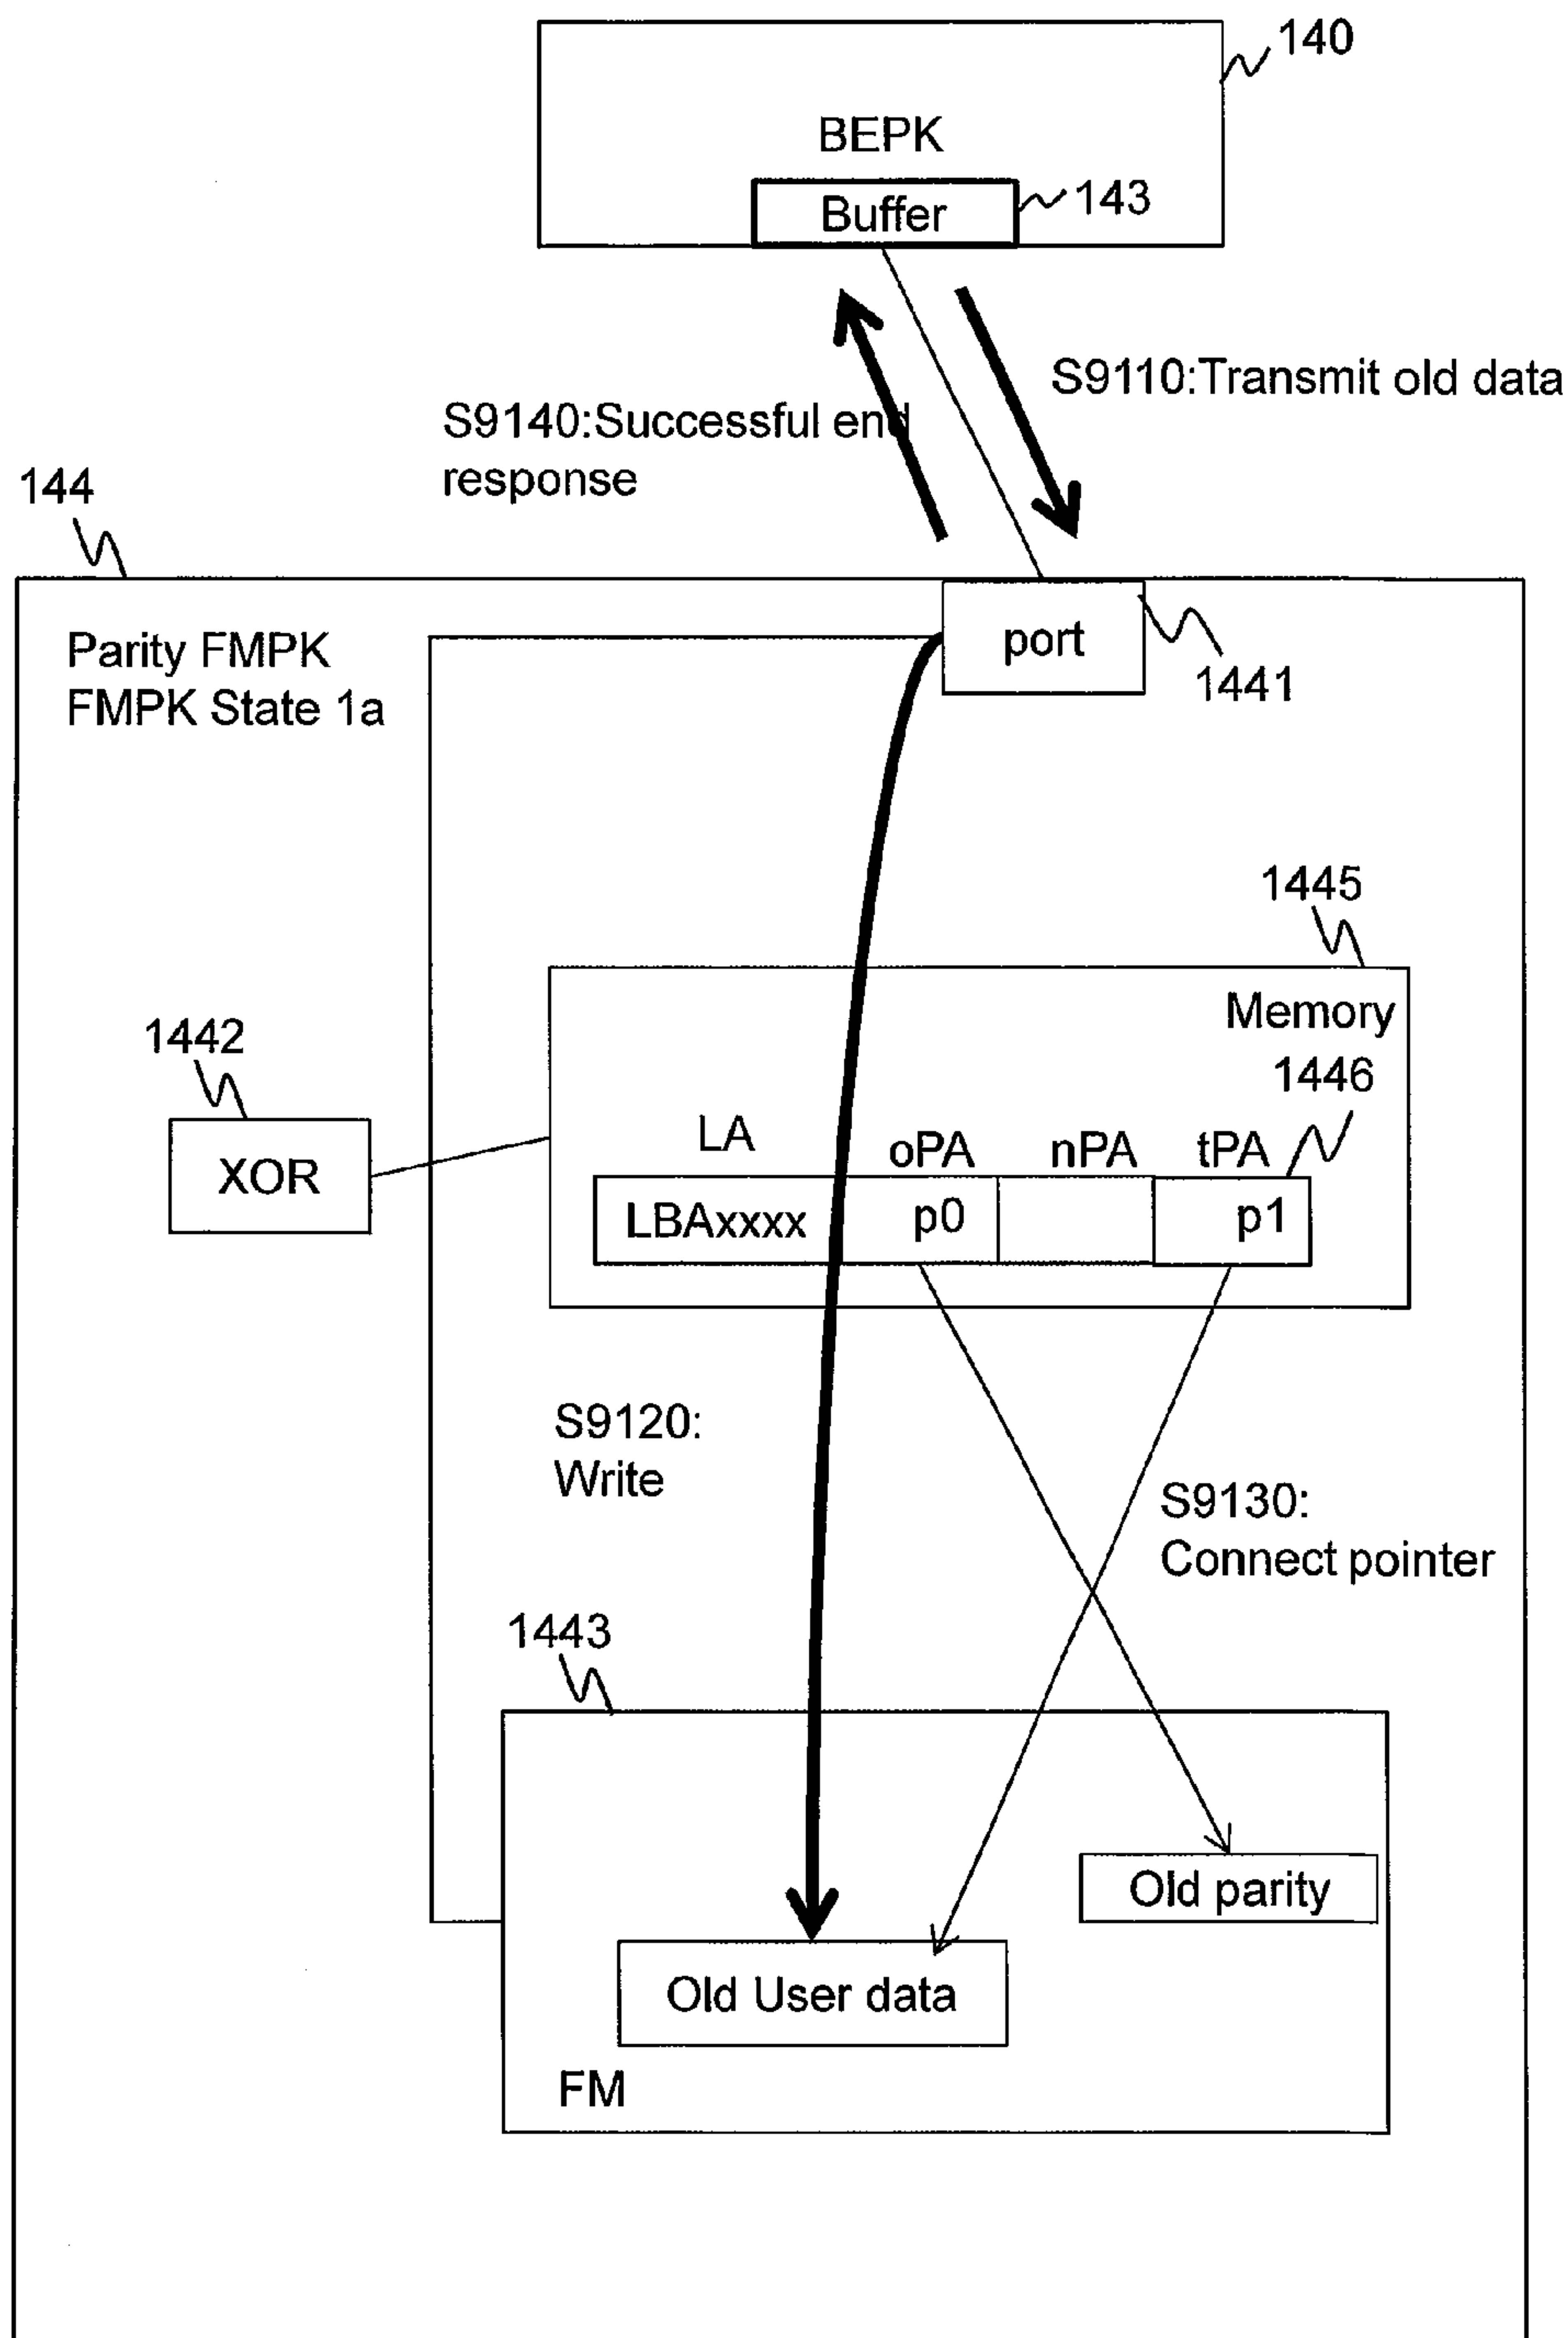 140
BEPK
Buffer
143
S9110:Transmit old data
S9140:Successful end
response
144
port
Parity FMPK
FMPK State 1a
1441
1445
Memory
1442
1446
LA oPA nPA tPA
XOR
LBAxxxx p0 p1
S9120:
Write
S9130:
Connect pointer
1443
Old parity
Old User data
FM